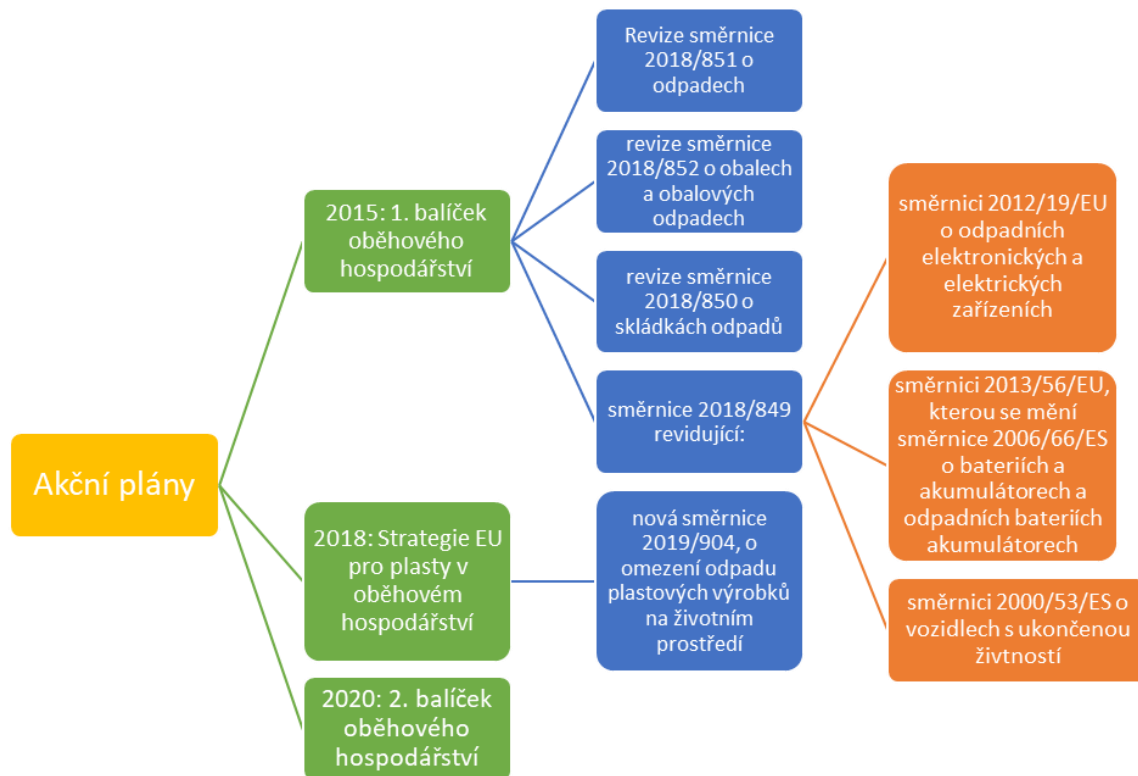 Akční plány
2015: 1. balíček
oběhového
hospodářství
2018: Strategie EU
pro plasty v
oběhovém
hospodářství
2020: 2. balíček
oběhového
hospodářství
Revize směrnice
2018/851 o
odpadech
revize směrnice
2018/852 o obalech
a obalových
odpadech
revize směrnice
2018/850 o
skládkách odpadů
směrnice 2018/849
revidující:
nová směrnice
2019/904, o
omezení odpadu
plastových výrobků
na životním
prostředí
směrnici 2012/19/EU
o odpadních
elektronických a
elektrických
zařízeních
směrnici 2013/56/EU,
kterou se mění
směrnice 2006/66/ES
o bateriích a
akumulátorech a
odpadních bateriích
akumulátorech
směrnici 2000/53/ES o
vozidlech s ukončenou
živtností